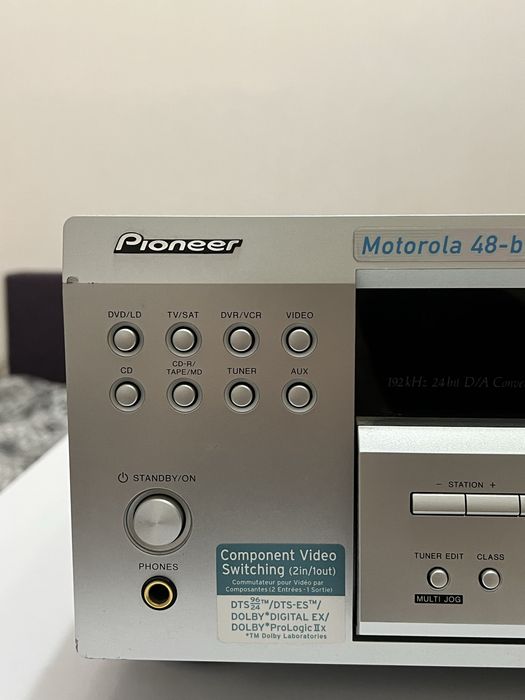 Pioneer
Motorola 48-b
DVD/LD TV/SAT DVR/VCR VIDEO
CD CD-R/TAPE/MD TUNER AUX
192kHz 24bit D/A Conve
STANDBY/ON
− STATION +
PHONES
TUNER EDIT CLASS
MULTI JOG
Component Video
Switching (2in/1out)
Commutateur pour Vidéo par
Composantes (2 Entrées-1 Sortie)
DTS 96/24™/DTS-ES™/
DOLBY*DIGITAL EX/
DOLBY*ProLogic IIx
*TM Dolby Laboratories